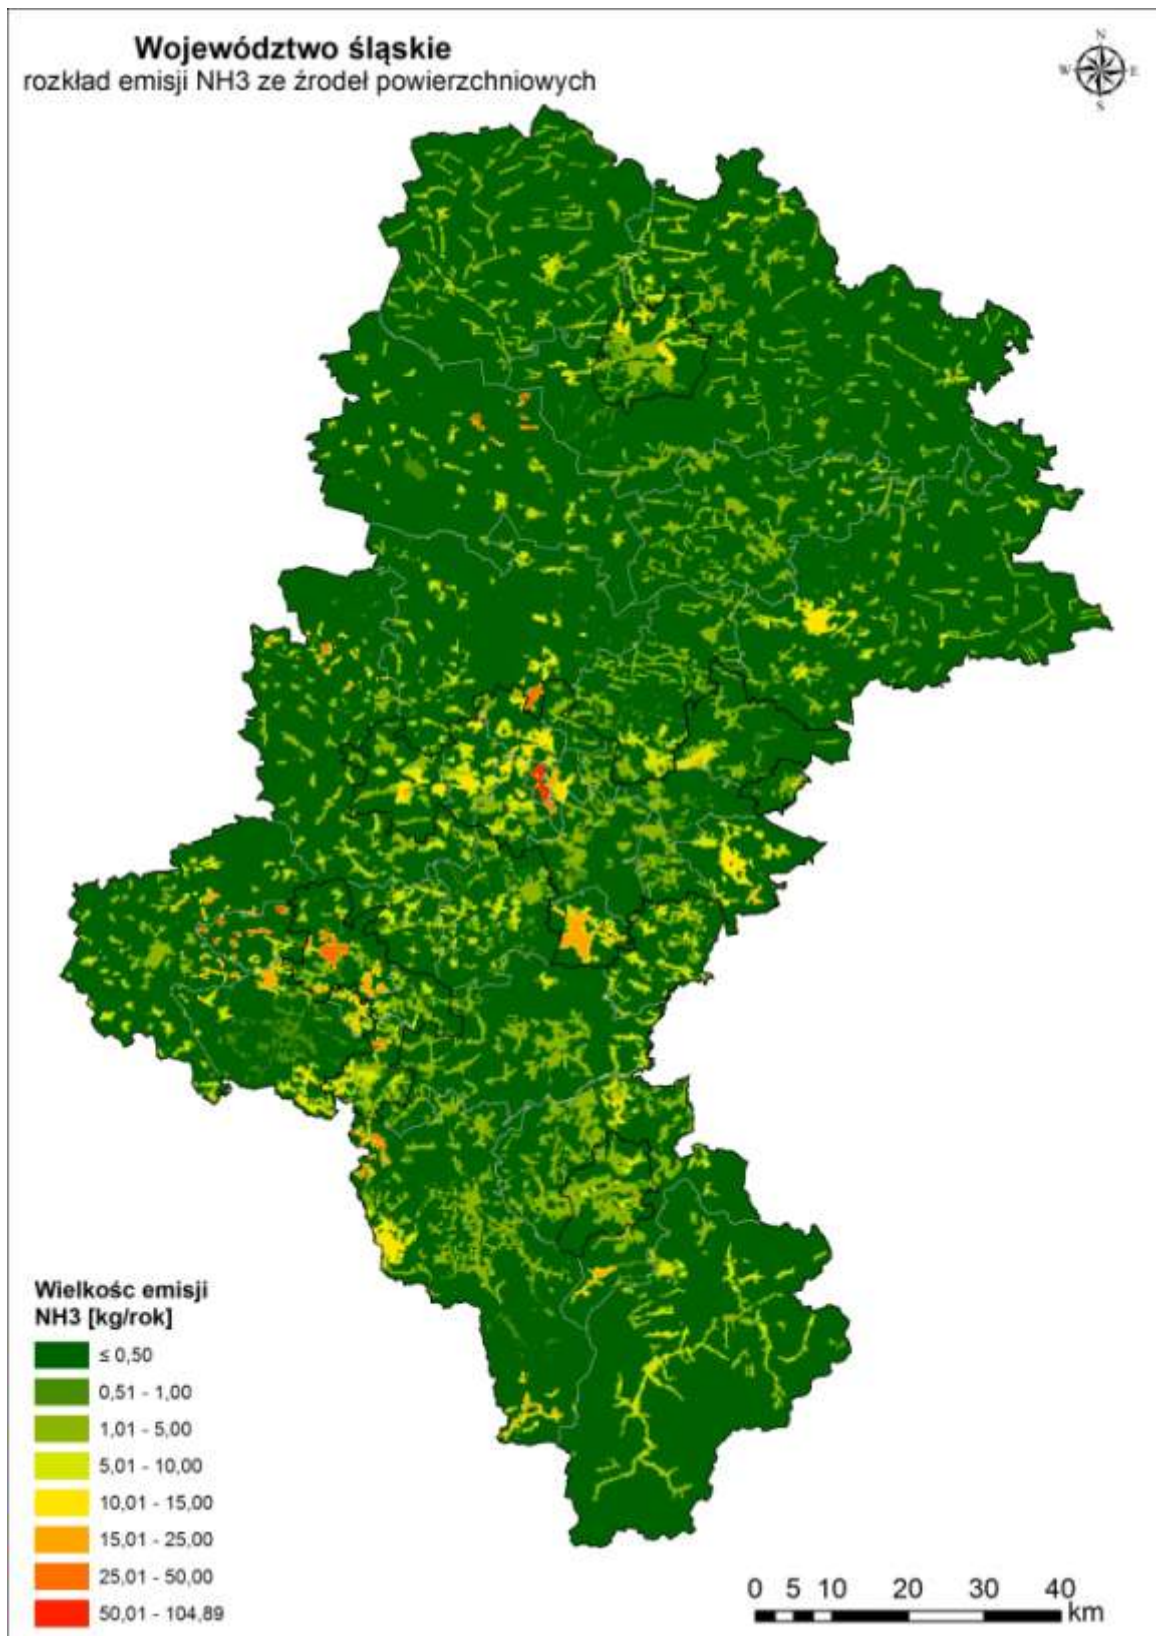 Województwo śląskie
rozkład emisji NH3 ze źrodeł powierzchniowych
N
W E
S
Wielkośc emisji
NH3 [kg/rok]
≤ 0,50
0,51 - 1,00
1,01 - 5,00
5,01 - 10,00
10,01 - 15,00
15,01 - 25,00
25,01 - 50,00
50,01 - 104,89
0 5 10 20 30 40
km